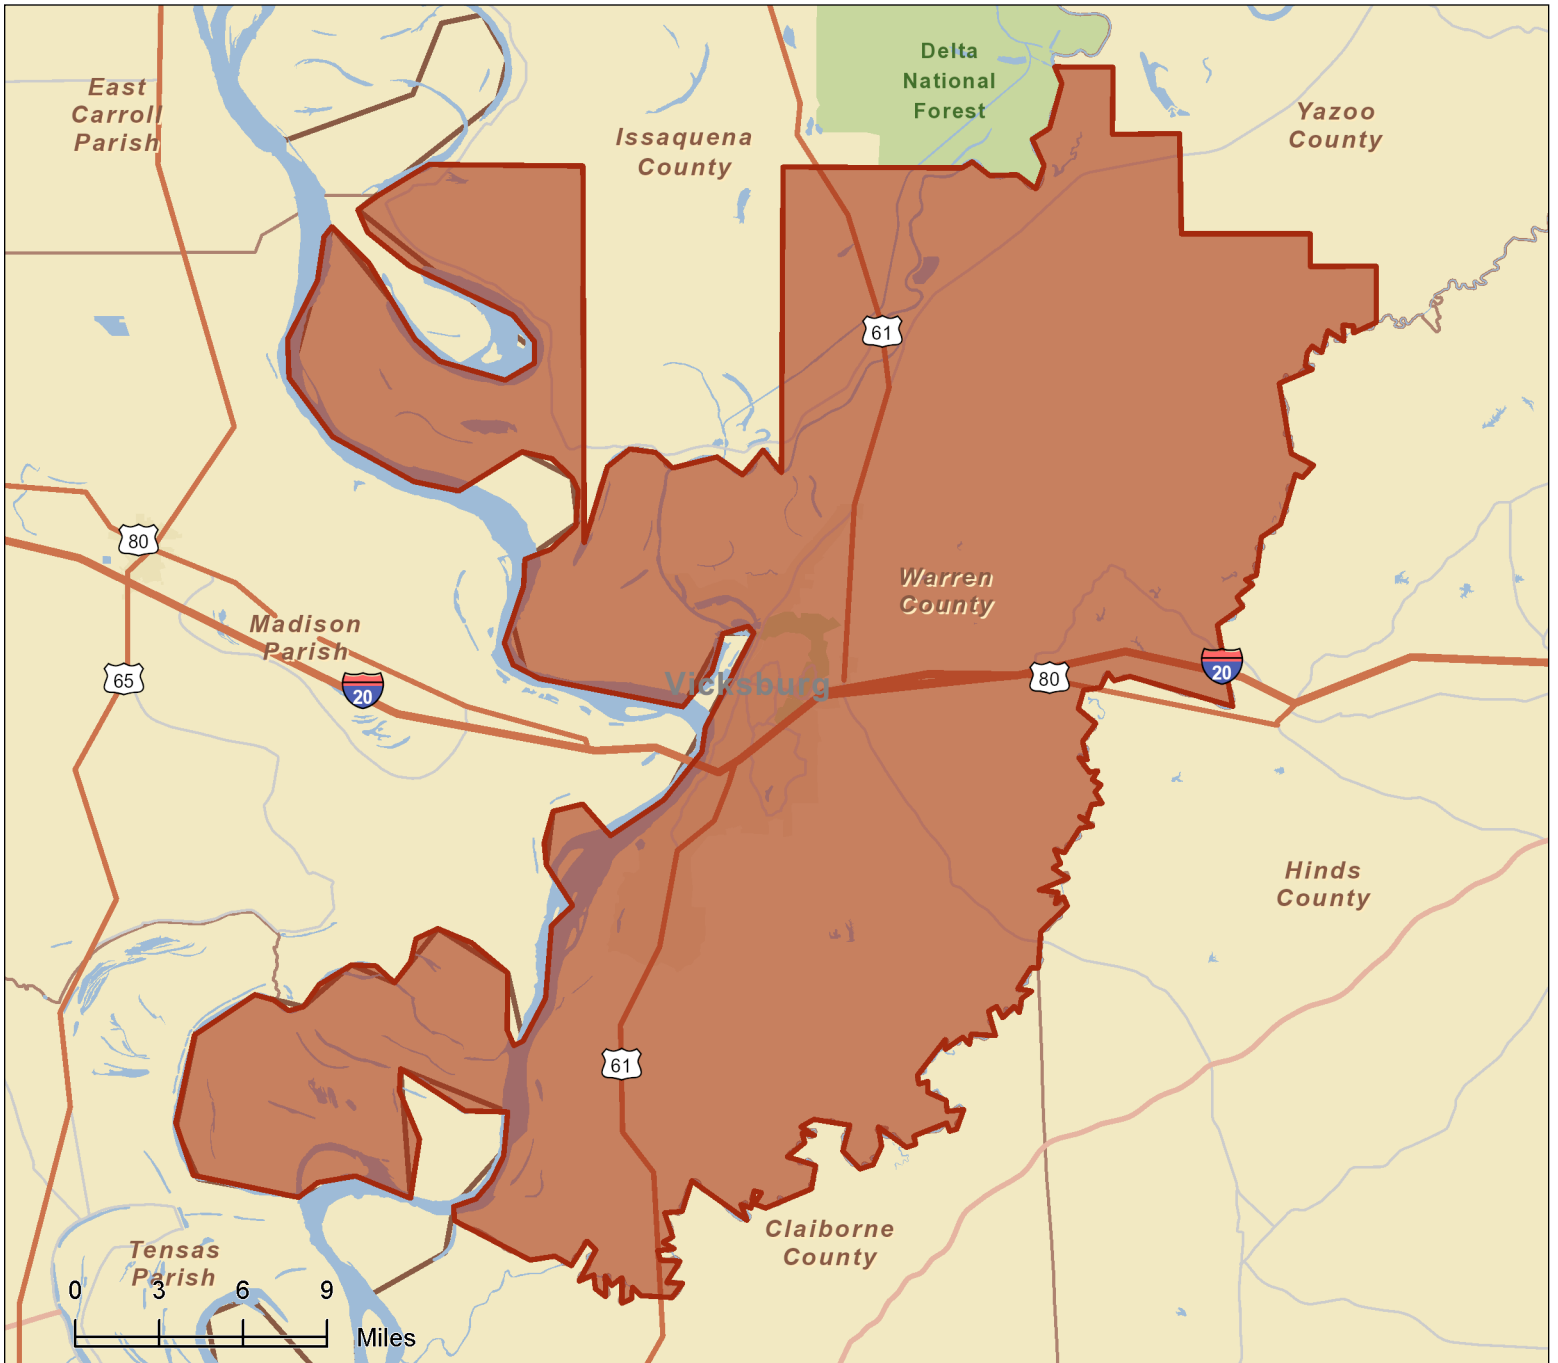 Delta
National
Forest
East
Carroll
Parish
Issaquena
County
Yazoo
County
61
80
Warren
County
Madison
Parish
65
20
Vicksburg
80
20
Hinds
County
61
Claiborne
County
Tensas
Parish
0 3 6 9
Miles